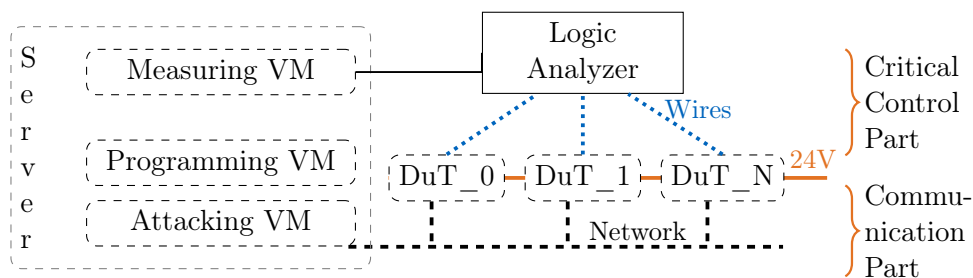 Server
Measuring VM
Programming VM
Attacking VM
Logic
Analyzer
Wires
DuT_0
DuT_1
DuT_N
24V
Network
Critical
Control
Part
Commu-
nication
Part